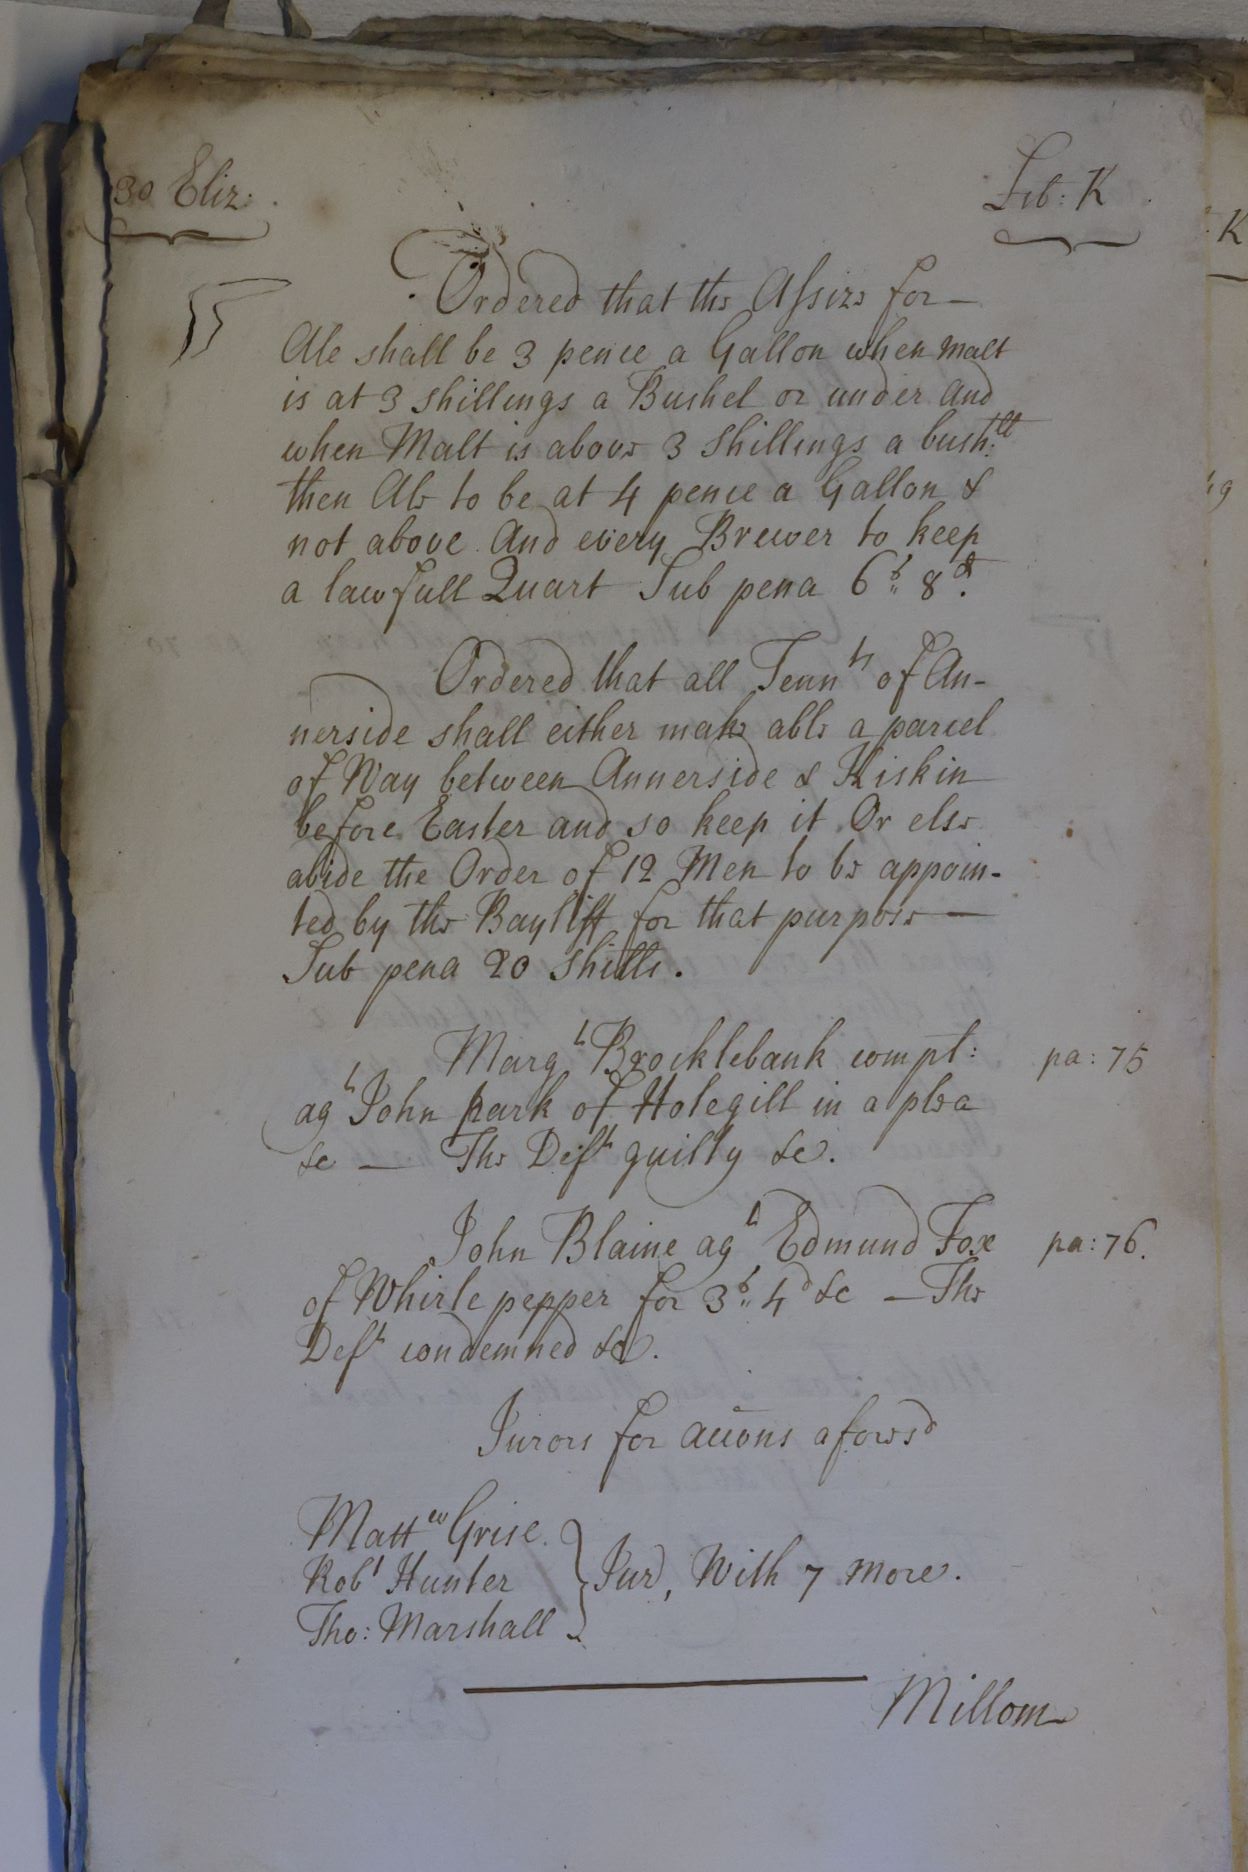 30 Eliz:
Lib: K
Ordered that the Assize for
Ale shall be 3 pence a Gallon when malt
is at 3 shillings a Bushel or under And
when Malt is above 3 Shillings a bush:ll
then Ale to be at 4 pence a Gallon &
not above. And every Brewer to keep
a lawfull Quart Sub pena 6s,, 8d.
Ordered that all Tennts of An-
nerside shall either make able a parcel
of Way between Annerside & Kiskin
before Easter and so keep it Or else
abide the Order of 12 Men to be appoin-
ted by the Bayliff for that purpose —
Sub pena 20 shills.
Margt Brocklebank compt: pa: 75
agt John park of Holegill in a plea
&c — The Deft guilty &c.
John Blaine agt Edmund Fox pa: 76.
of Whirlepepper for 3s,, 4d &c — The
Deft condemned &c.
Jurors for accons aforesd
Mattew Grise.
Robt Hunter
Tho: Marshall
Jur, With 7 more.
Millom
K